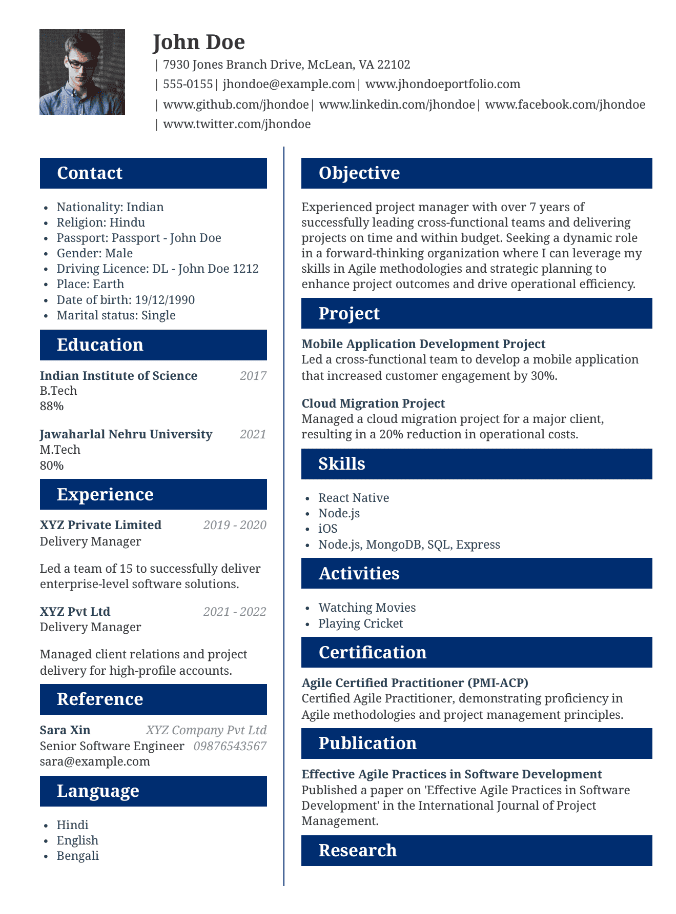 John Doe
| 7930 Jones Branch Drive, McLean, VA 22102
| 555-0155| jhondoe@example.com| www.jhondoeportfolio.com
| www.github.com/jhondoe| www.linkedin.com/jhondoe| www.facebook.com/jhondoe
| www.twitter.com/jhondoe
Contact
• Nationality: Indian
• Religion: Hindu
• Passport: Passport - John Doe
• Gender: Male
• Driving Licence: DL - John Doe 1212
• Place: Earth
• Date of birth: 19/12/1990
• Marital status: Single
Education
Indian Institute of Science 2017
B.Tech
88%
Jawaharlal Nehru University 2021
M.Tech
80%
Experience
XYZ Private Limited 2019 - 2020
Delivery Manager
Led a team of 15 to successfully deliver
enterprise-level software solutions.
XYZ Pvt Ltd 2021 - 2022
Delivery Manager
Managed client relations and project
delivery for high-profile accounts.
Reference
Sara Xin XYZ Company Pvt Ltd
Senior Software Engineer 09876543567
sara@example.com
Language
• Hindi
• English
• Bengali
Objective
Experienced project manager with over 7 years of
successfully leading cross-functional teams and delivering
projects on time and within budget. Seeking a dynamic role
in a forward-thinking organization where I can leverage my
skills in Agile methodologies and strategic planning to
enhance project outcomes and drive operational efficiency.
Project
Mobile Application Development Project
Led a cross-functional team to develop a mobile application
that increased customer engagement by 30%.
Cloud Migration Project
Managed a cloud migration project for a major client,
resulting in a 20% reduction in operational costs.
Skills
• React Native
• Node.js
• iOS
• Node.js, MongoDB, SQL, Express
Activities
• Watching Movies
• Playing Cricket
Certification
Agile Certified Practitioner (PMI-ACP)
Certified Agile Practitioner, demonstrating proficiency in
Agile methodologies and project management principles.
Publication
Effective Agile Practices in Software Development
Published a paper on 'Effective Agile Practices in Software
Development' in the International Journal of Project
Management.
Research